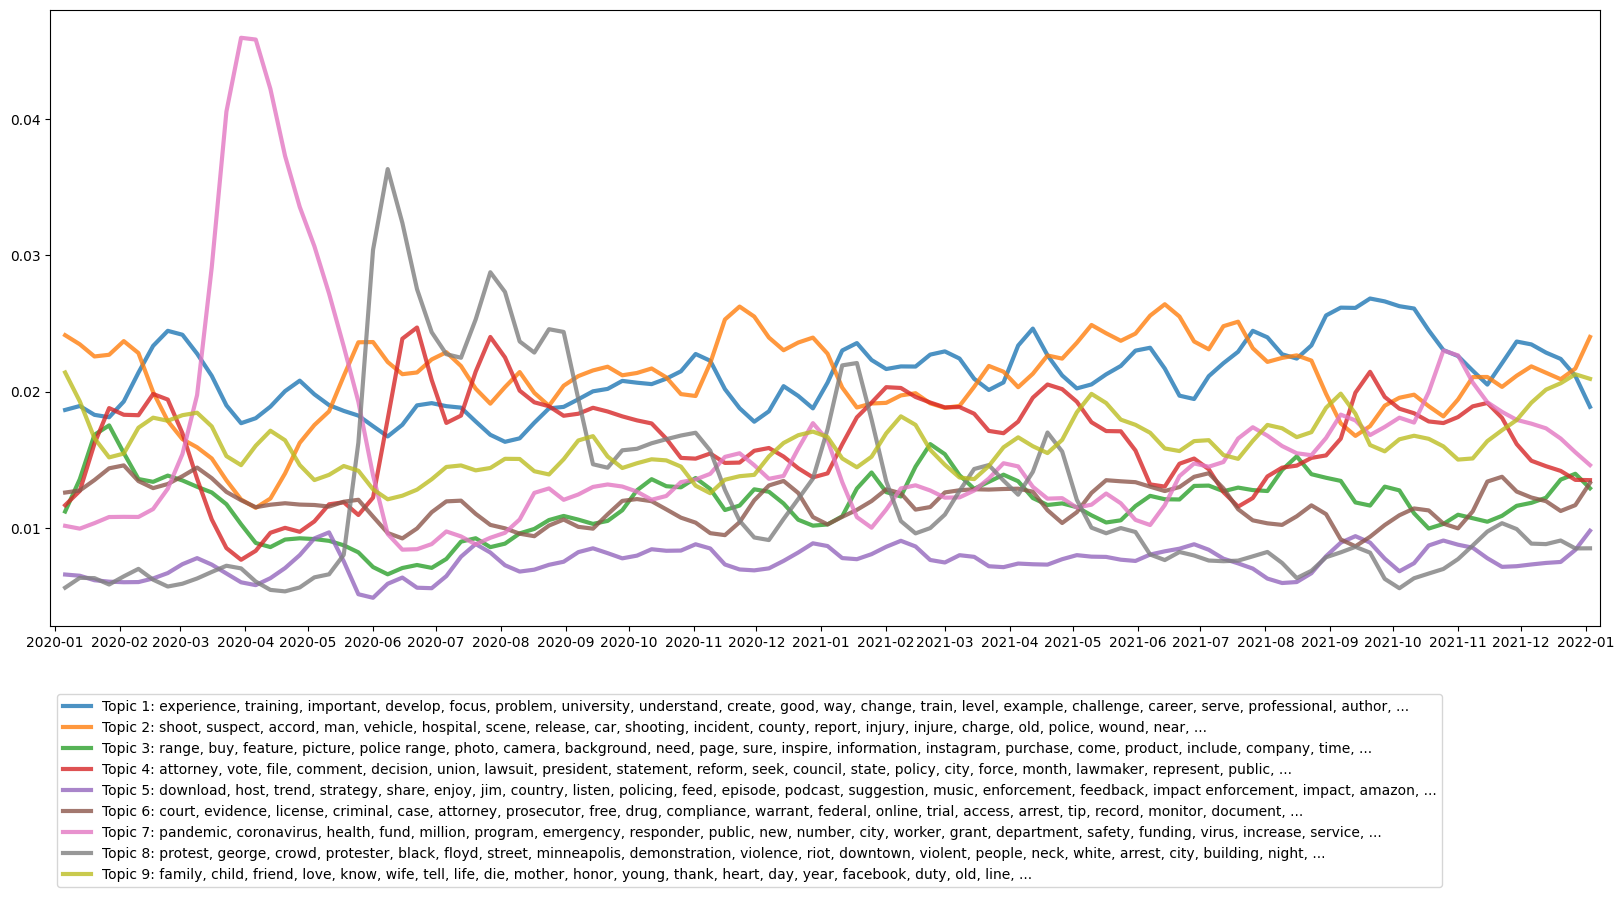 0.04
0.03
0.02
0.01
2020-01 2020-02 2020-03 2020-04 2020-05 2020-06 2020-07 2020-08 2020-09 2020-10 2020-11 2020-12 2021-01 2021-02 2021-03 2021-04 2021-05 2021-06 2021-07 2021-08 2021-09 2021-10 2021-11 2021-12 2022-01
Topic 1: experience, training, important, develop, focus, problem, university, understand, create, good, way, change, train, level, example, challenge, career, serve, professional, author, ...
Topic 2: shoot, suspect, accord, man, vehicle, hospital, scene, release, car, shooting, incident, county, report, injury, injure, charge, old, police, wound, near, ...
Topic 3: range, buy, feature, picture, police range, photo, camera, background, need, page, sure, inspire, information, instagram, purchase, come, product, include, company, time, ...
Topic 4: attorney, vote, file, comment, decision, union, lawsuit, president, statement, reform, seek, council, state, policy, city, force, month, lawmaker, represent, public, ...
Topic 5: download, host, trend, strategy, share, enjoy, jim, country, listen, policing, feed, episode, podcast, suggestion, music, enforcement, feedback, impact enforcement, impact, amazon, ...
Topic 6: court, evidence, license, criminal, case, attorney, prosecutor, free, drug, compliance, warrant, federal, online, trial, access, arrest, tip, record, monitor, document, ...
Topic 7: pandemic, coronavirus, health, fund, million, program, emergency, responder, public, new, number, city, worker, grant, department, safety, funding, virus, increase, service, ...
Topic 8: protest, george, crowd, protester, black, floyd, street, minneapolis, demonstration, violence, riot, downtown, violent, people, neck, white, arrest, city, building, night, ...
Topic 9: family, child, friend, love, know, wife, tell, life, die, mother, honor, young, thank, heart, day, year, facebook, duty, old, line, ...